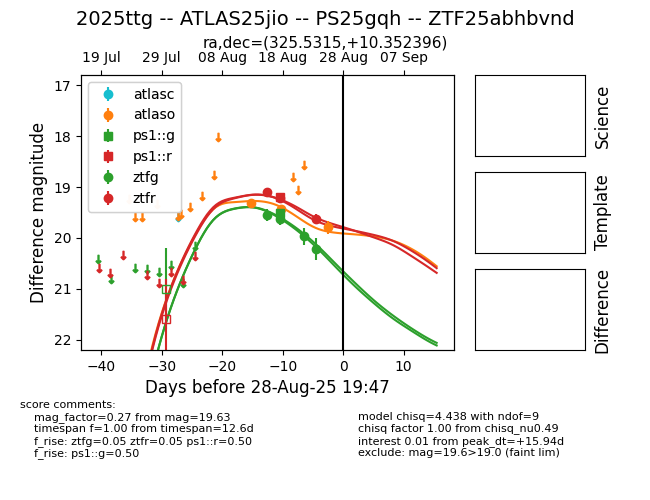 2025ttg -- ATLAS25jio -- PS25gqh -- ZTF25abhbvnd
ra,dec=(325.5315,+10.352396)
19 Jul 29 Jul 08 Aug 18 Aug 28 Aug 07 Sep
17
18
19
20
21
22
Difference magnitude
atlasc
atlaso
ps1::g
ps1::r
ztfg
ztfr
−40 −30 −20 −10 0 10
Days before 28-Aug-25 19:47
Science
Template
Difference
score comments:
mag_factor=0.27 from mag=19.63
timespan f=1.00 from timespan=12.6d
f_rise: ztfg=0.05 ztfr=0.05 ps1::r=0.50
f_rise: ps1::g=0.50
model chisq=4.438 with ndof=9
chisq factor 1.00 from chisq_nu0.49
interest 0.01 from peak_dt=+15.94d
exclude: mag=19.6>19.0 (faint lim)